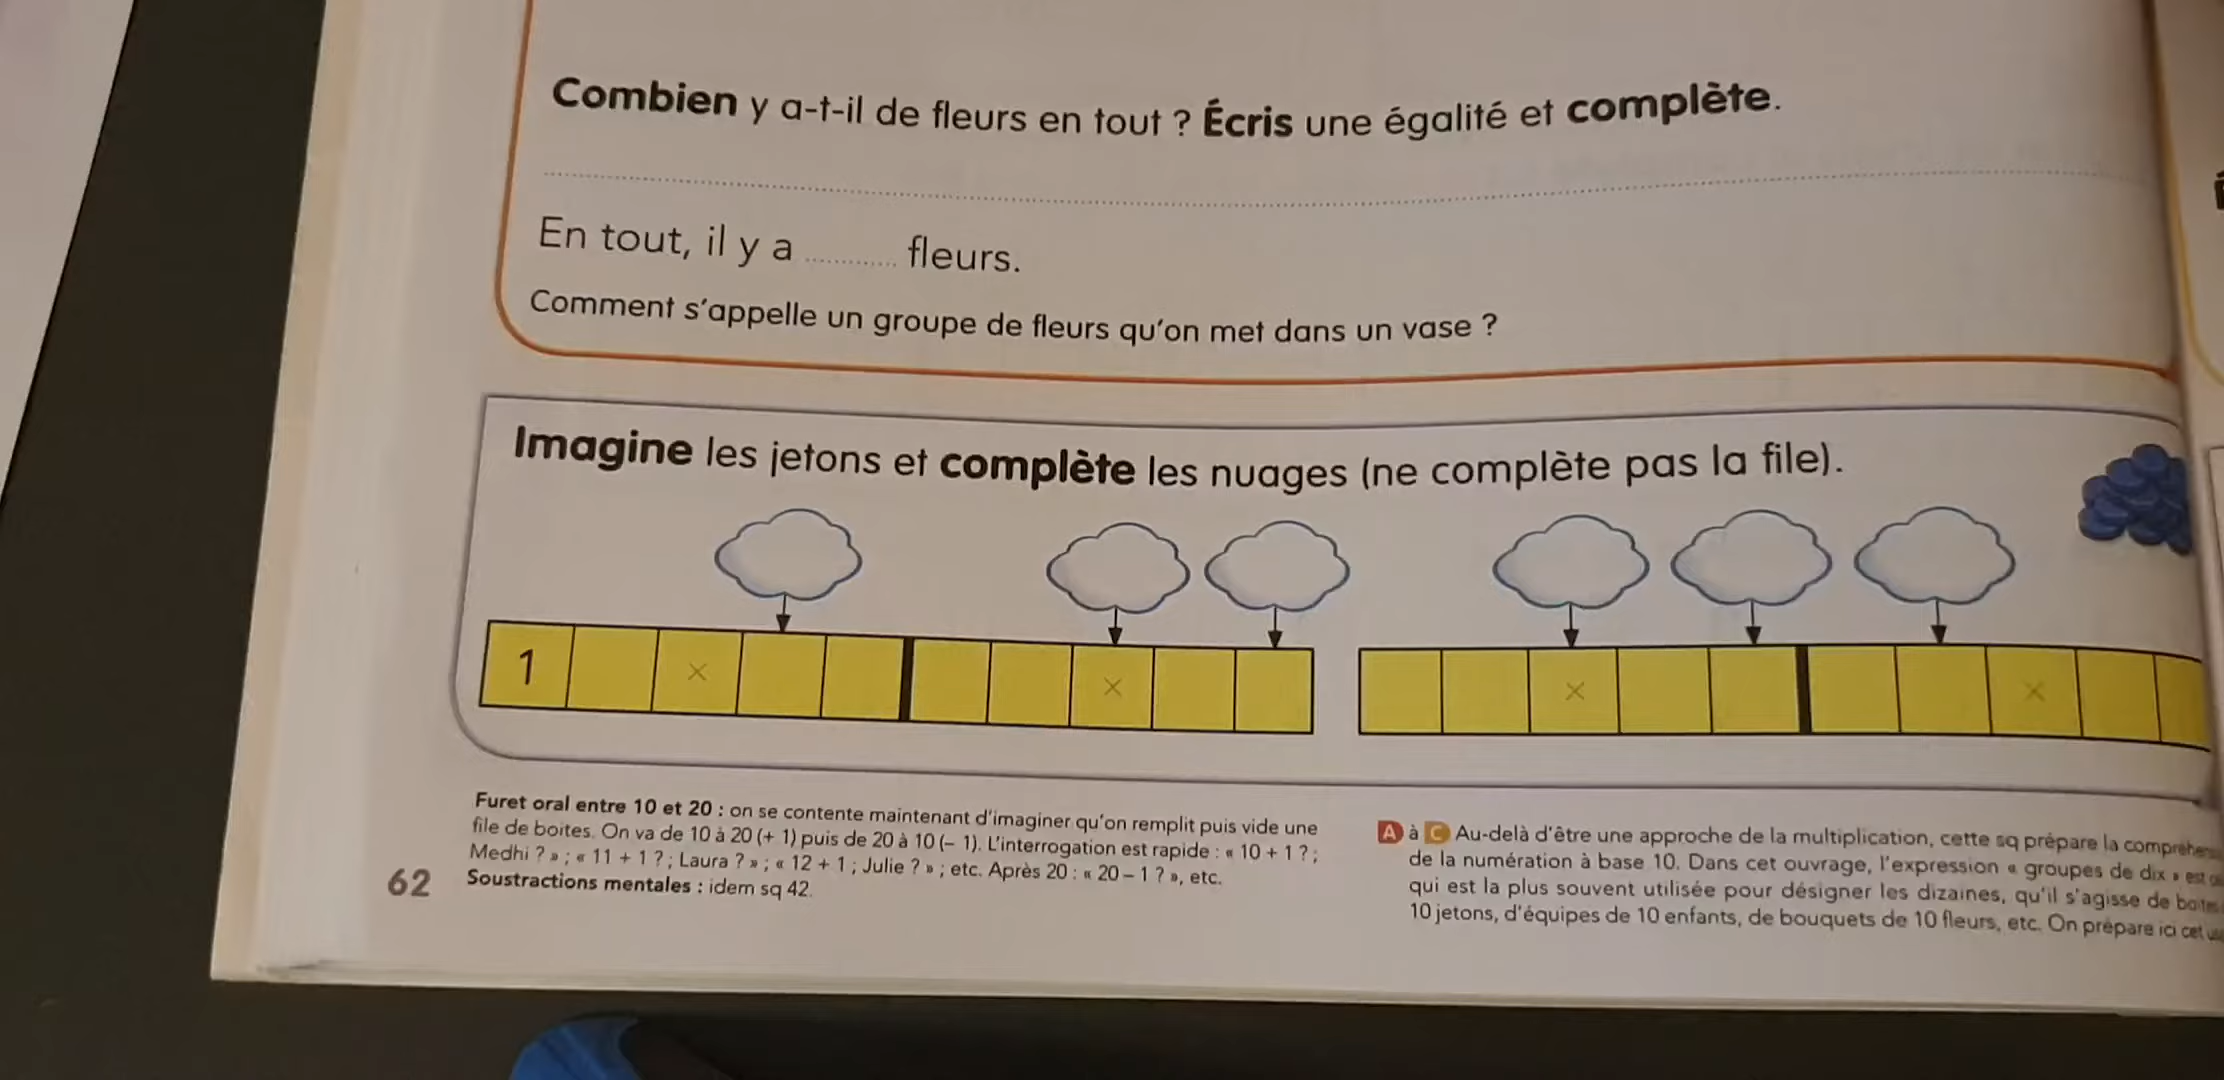 Combien y a-t-il de fleurs en tout ? Écris une égalité et complète.
En tout, il y a .......... fleurs.
Comment s'appelle un groupe de fleurs qu'on met dans un vase ?
Imagine les jetons et complète les nuages (ne complète pas la file).
1
Furet oral entre 10 et 20 : on se contente maintenant d'imaginer qu'on remplit puis vide une
file de boites. On va de 10 à 20 (+ 1) puis de 20 à 10 (– 1). L'interrogation est rapide : « 10 + 1 ? ;
Medhi ? » ; « 11 + 1 ? ; Laura ? » ; « 12 + 1 ; Julie ? » ; etc. Après 20 : « 20 – 1 ? », etc.
Soustractions mentales : idem sq 42.
62
A à C Au-delà d'être une approche de la multiplication, cette sq prépare la
de la numération à base 10. Dans cet ouvrage, l'expression « groupes de dix » est
qui est la plus souvent utilisée pour désigner les dizaines, qu'il s'agisse de
10 jetons, d'équipes de 10 enfants, de bouquets de 10 fleurs, etc. On prépare ici cet